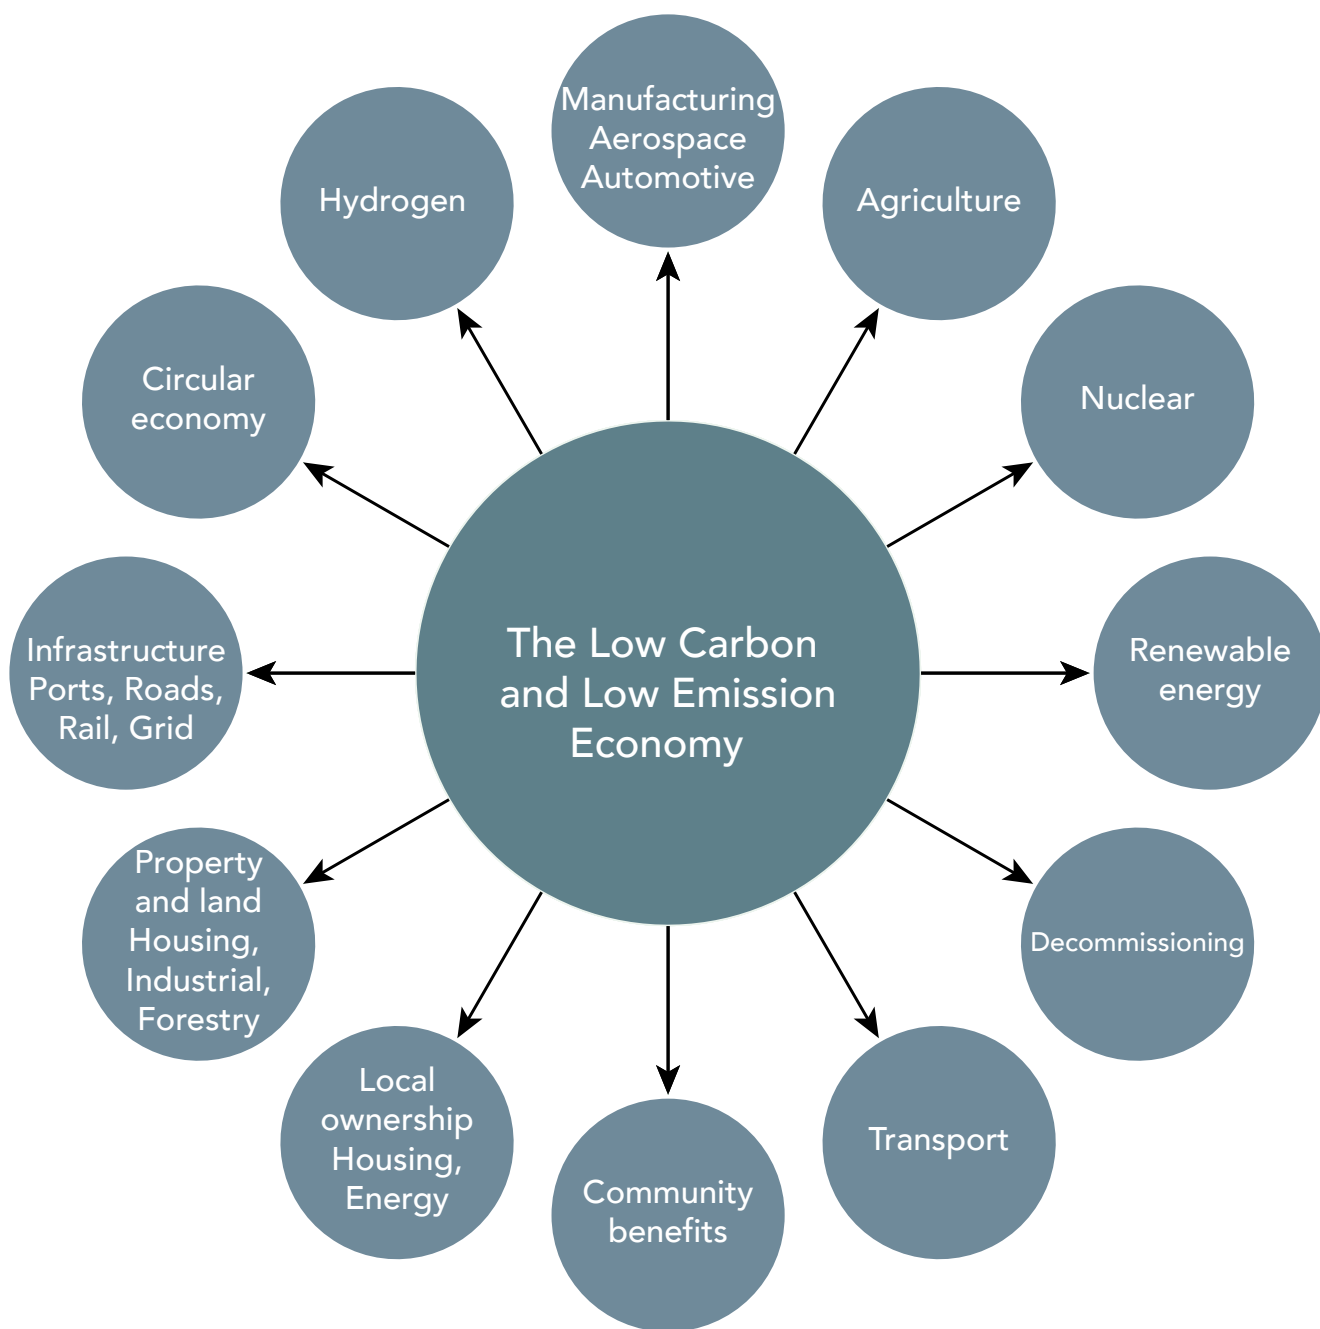 Manufacturing
Aerospace
Automotive
Hydrogen
Agriculture
Circular
economy
Nuclear
The Low Carbon
and Low Emission
Economy
Infrastructure
Ports, Roads,
Rail, Grid
Renewable
energy
Property
and land
Housing,
Industrial,
Forestry
Decommissioning
Local
ownership
Housing,
Energy
Transport
Community
benefits